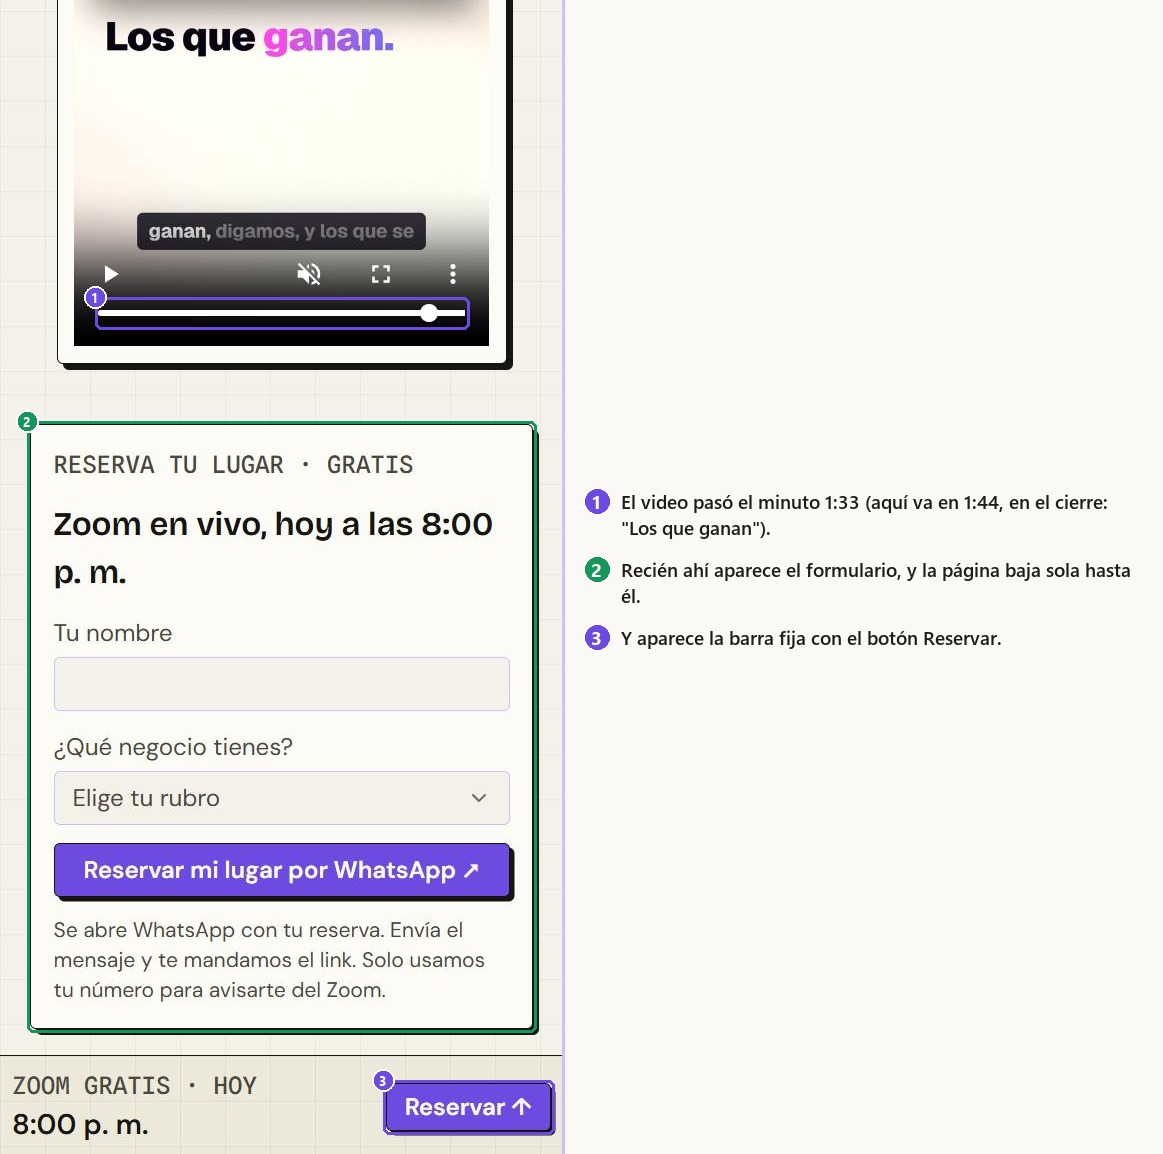 Los que ganan.
ganan, digamos, y los que se
1
2
RESERVA TU LUGAR · GRATIS
Zoom en vivo, hoy a las 8:00
p. m.
Tu nombre
¿Qué negocio tienes?
Elige tu rubro
Reservar mi lugar por WhatsApp ↗
Se abre WhatsApp con tu reserva. Envía el
mensaje y te mandamos el link. Solo usamos
tu número para avisarte del Zoom.
ZOOM GRATIS · HOY
8:00 p. m.
3
Reservar ↑
1 El video pasó el minuto 1:33 (aquí va en 1:44, en el cierre:
"Los que ganan").
2 Recién ahí aparece el formulario, y la página baja sola hasta
él.
3 Y aparece la barra fija con el botón Reservar.